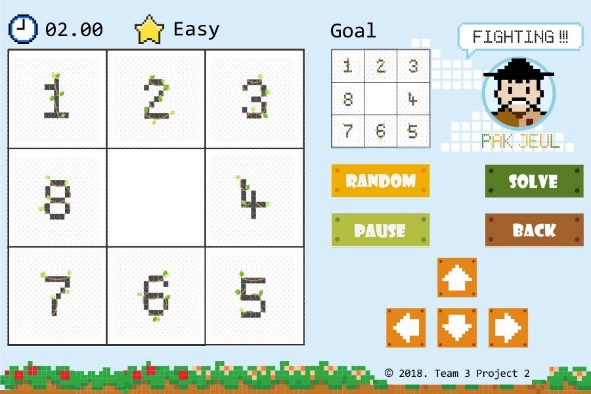 02.00 Easy
1 2 3
8 4
7 6 5
Goal
1 2 3
8 4
7 6 5
FIGHTING !!!
PAK JEUL
RANDOM SOLVE
PAUSE BACK
© 2018. Team 3 Project 2